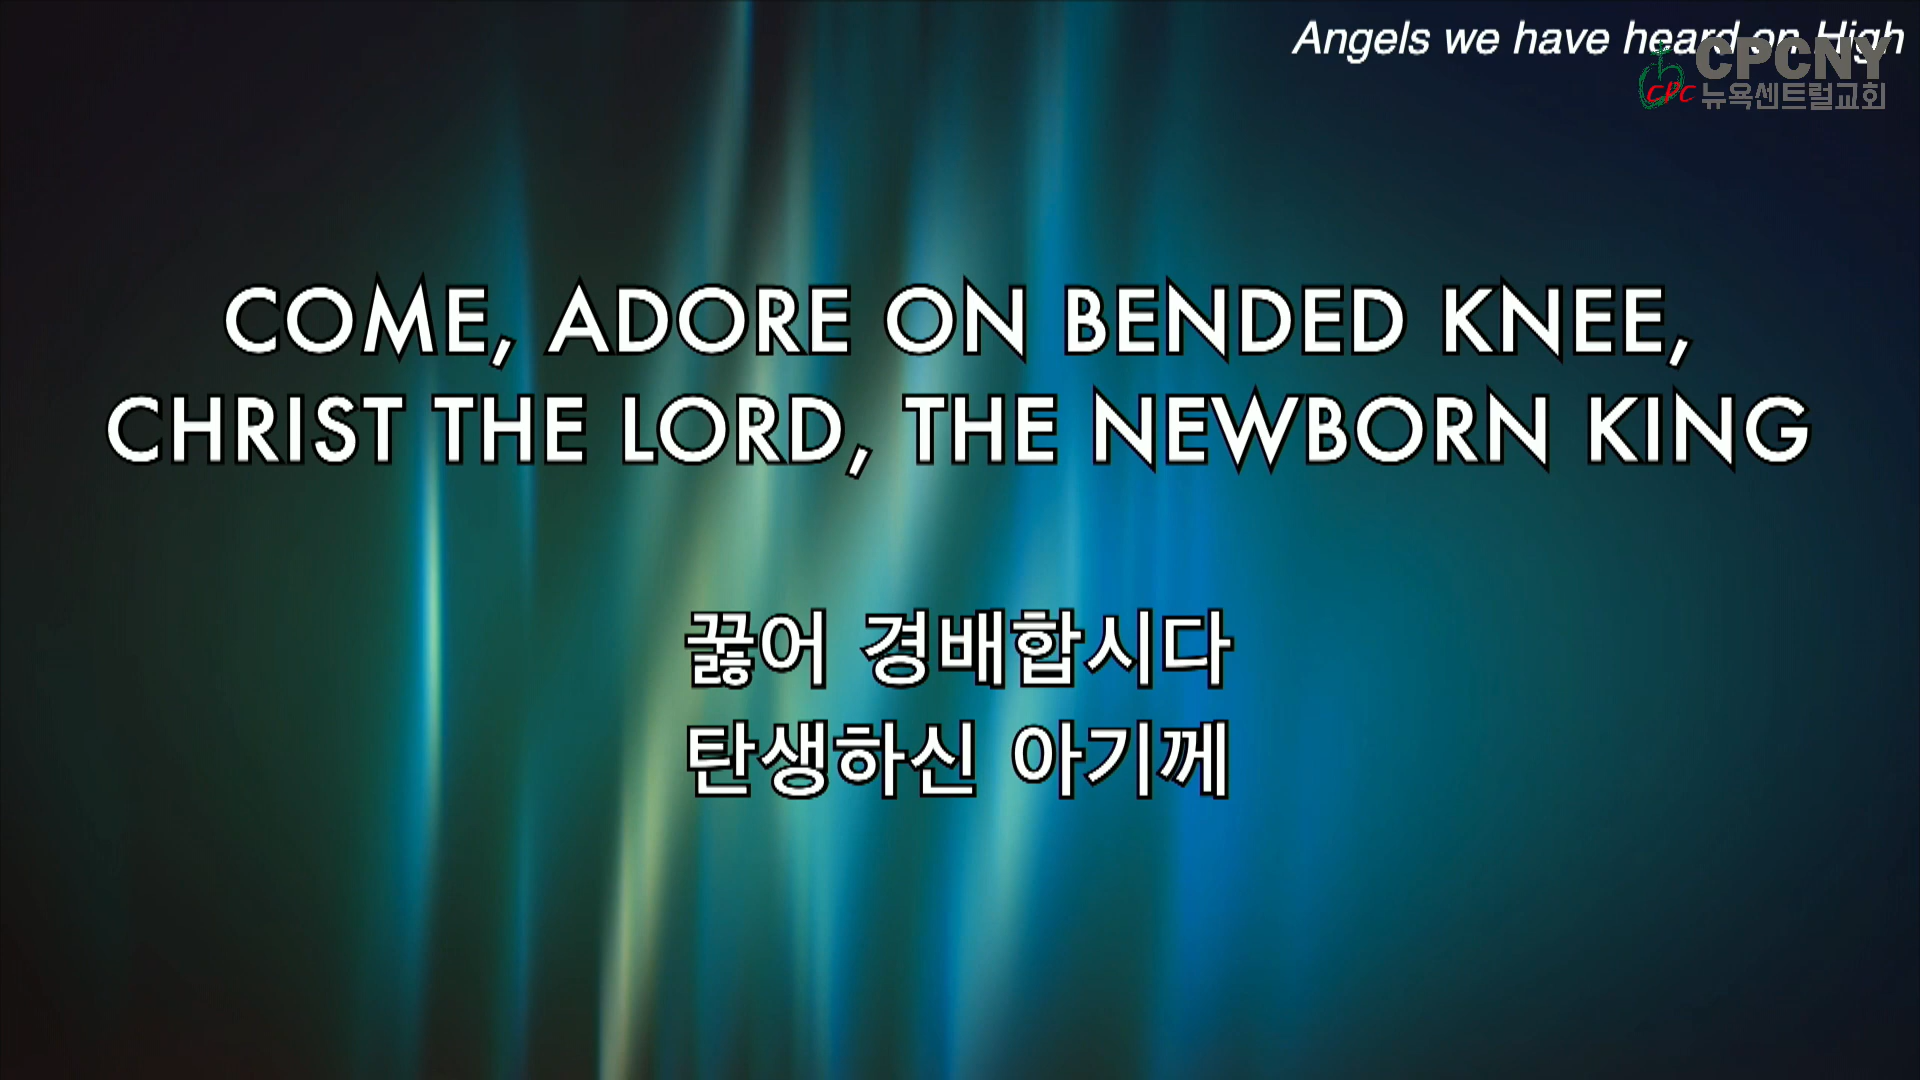 Angels we have heard on High
CPCNY
CPC 뉴욕센트럴교회
COME, ADORE ON BENDED KNEE,
CHRIST THE LORD, THE NEWBORN KING
꿇어 경배합시다
탄생하신 아기께